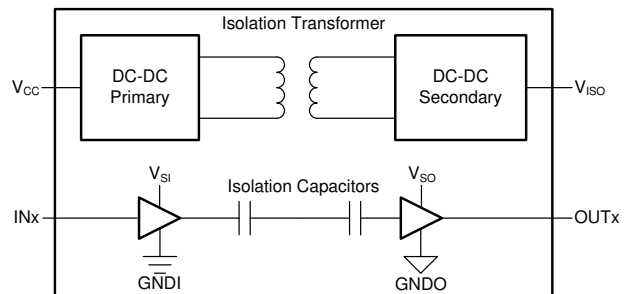 Isolation Transformer
DC-DC
Primary
DC-DC
Secondary
VCC
VISO
VSI
Isolation Capacitors
VSO
INx
OUTx
GNDI
GNDO